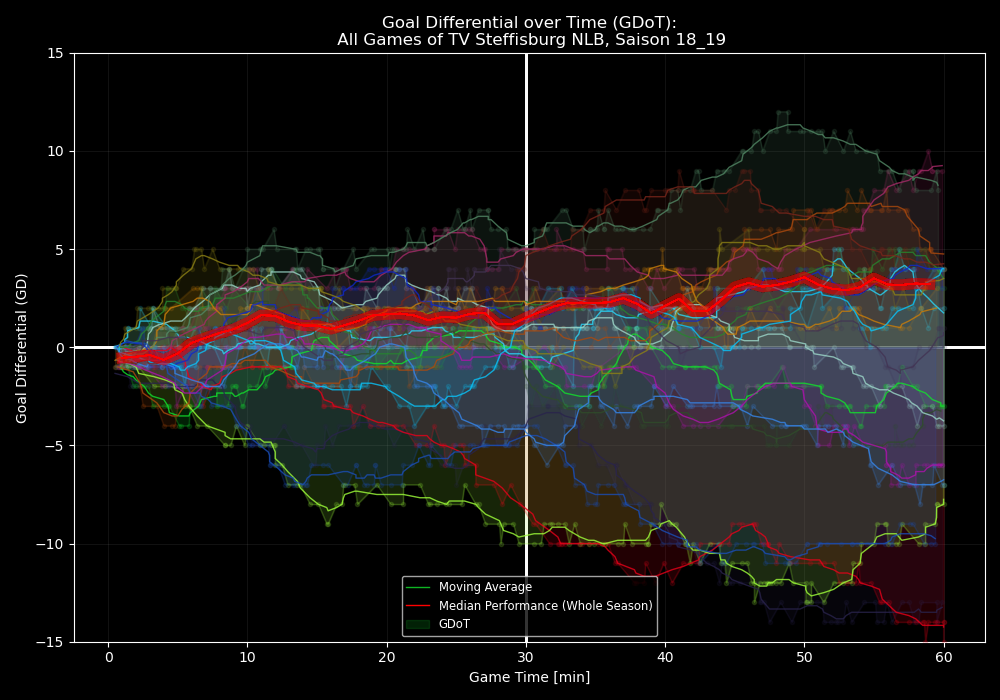 Goal Differential over Time (GDoT):
All Games of TV Steffisburg NLB, Saison 18_19
15
10
5
0
−5
−10
−15
Goal Differential (GD)
Moving Average
Median Performance (Whole Season)
GDoT
0 10 20 30 40 50 60
Game Time [min]